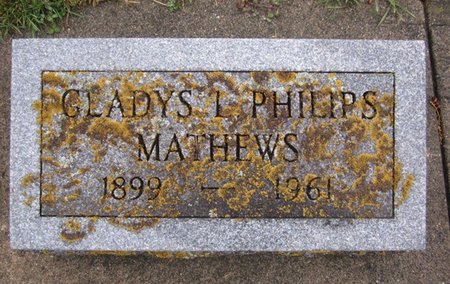 GLADYS L. PHILIPS
MATHEWS
1899 — 1961